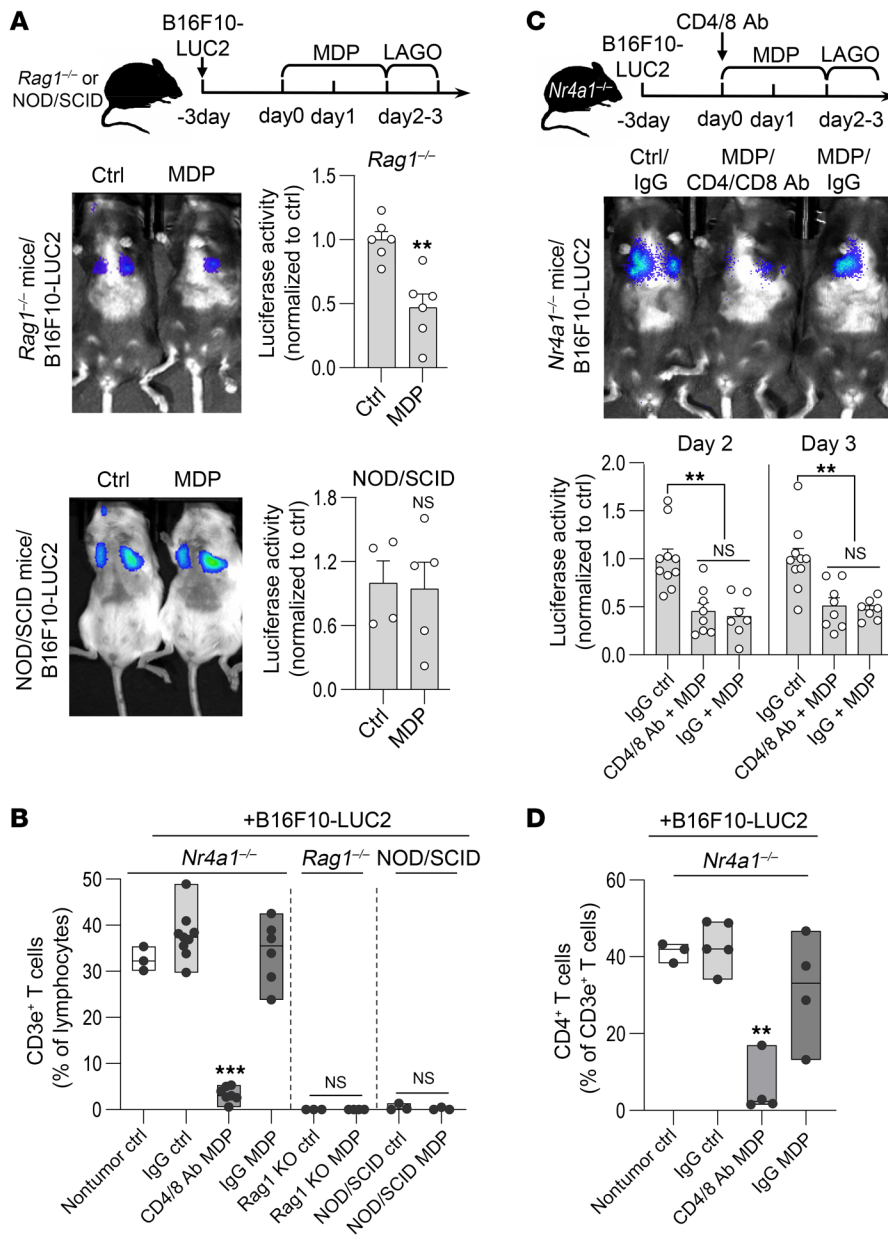 A
B16F10-
LUC2
Rag1–/– or
NOD/SCID
MDP
LAGO
-3day
day0
day1
day2-3
Ctrl
MDP
Rag1–/– mice/
B16F10-LUC2
Rag1–/–
Luciferase activity
(normalized to ctrl)
1.5
1.0
0.5
0.0
**
Ctrl
MDP
Ctrl
MDP
NOD/SCID mice/
B16F10-LUC2
NOD/SCID
Luciferase activity
(normalized to ctrl)
1.8
1.2
0.6
0.0
NS
Ctrl
MDP
C
CD4/8 Ab
B16F10-
LUC2
Nr4a1–/–
MDP
LAGO
-3day
day0
day1
day2-3
Ctrl/
IgG
MDP/
CD4/CD8 Ab
MDP/
IgG
Nr4a1–/– mice/
B16F10-LUC2
Day 2
Day 3
Luciferase activity
(normalized to ctrl)
2.0
1.5
1.0
0.5
0.0
**
NS
**
NS
IgG ctrl
CD4/8 Ab + MDP
IgG + MDP
IgG ctrl
CD4/8 Ab + MDP
IgG + MDP
B
+B16F10-LUC2
Nr4a1–/–
Rag1–/–
NOD/SCID
CD3e+ T cells
(% of lymphocytes)
50
40
30
20
10
0
***
NS
NS
Nontumor ctrl
IgG ctrl
CD4/8 Ab MDP
IgG MDP
Rag1 KO ctrl
Rag1 KO MDP
NOD/SCID ctrl
NOD/SCID MDP
D
+B16F10-LUC2
Nr4a1–/–
CD4+ T cells
(% of CD3e+ T cells)
60
40
20
0
**
Nontumor ctrl
IgG ctrl
CD4/8 Ab MDP
IgG MDP